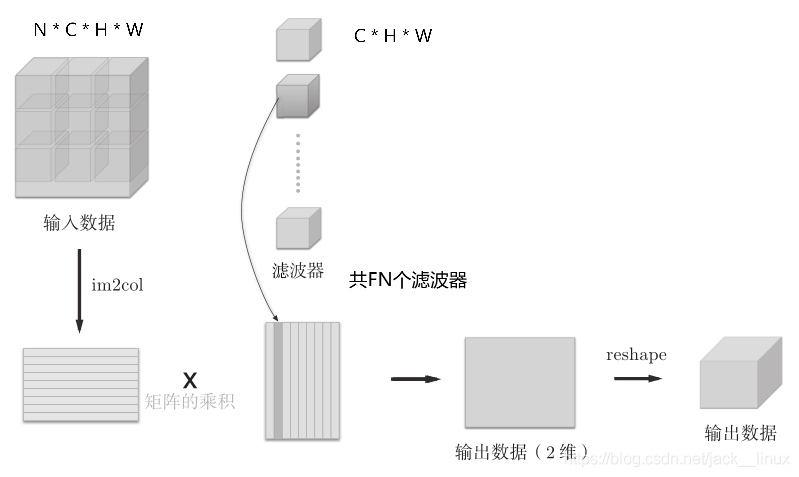 N * C * H * W
C * H * W
输入数据
im2col
滤波器
共FN个滤波器
x
矩阵的乘积
reshape
输出数据（2 维）
输出数据
https://blog.csdn.net/jack__linux